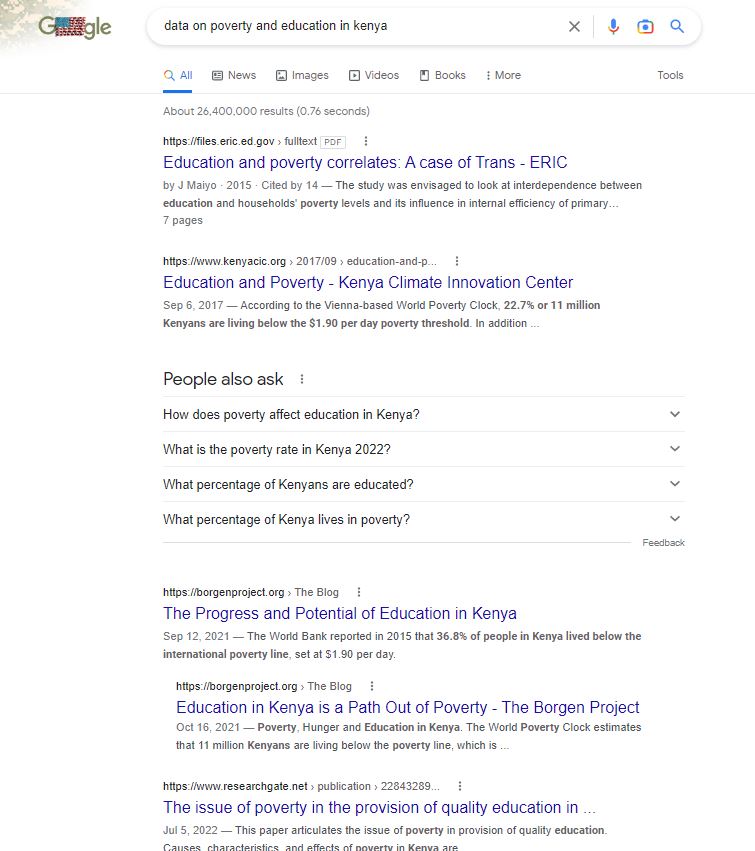 Google
data on poverty and education in kenya
All News Images Videos Books More Tools
About 26,400,000 results (0.76 seconds)
https://files.eric.ed.gov › fulltext PDF
Education and poverty correlates: A case of Trans - ERIC
by J Maiyo · 2015 · Cited by 14 — The study was envisaged to look at interdependence between
education and households' poverty levels and its influence in internal efficiency of primary...
7 pages
https://www.kenyacic.org › 2017/09 › education-and-p...
Education and Poverty - Kenya Climate Innovation Center
Sep 6, 2017 — According to the Vienna-based World Poverty Clock, 22.7% or 11 million
Kenyans are living below the $1.90 per day poverty threshold. In addition ...
People also ask
How does poverty affect education in Kenya?
What is the poverty rate in Kenya 2022?
What percentage of Kenyans are educated?
What percentage of Kenya lives in poverty?
Feedback
https://borgenproject.org › The Blog
The Progress and Potential of Education in Kenya
Sep 12, 2021 — The World Bank reported in 2015 that 36.8% of people in Kenya lived below the
international poverty line, set at $1.90 per day.
https://borgenproject.org › The Blog
Education in Kenya is a Path Out of Poverty - The Borgen Project
Oct 16, 2021 — Poverty, Hunger and Education in Kenya. The World Poverty Clock estimates
that 11 million Kenyans are living below the poverty line, which is ...
https://www.researchgate.net › publication › 22843289...
The issue of poverty in the provision of quality education in ...
Jul 5, 2022 — This paper articulates the issue of poverty in provision of quality education.
Causes, characteristics, and effects of poverty in Kenya are